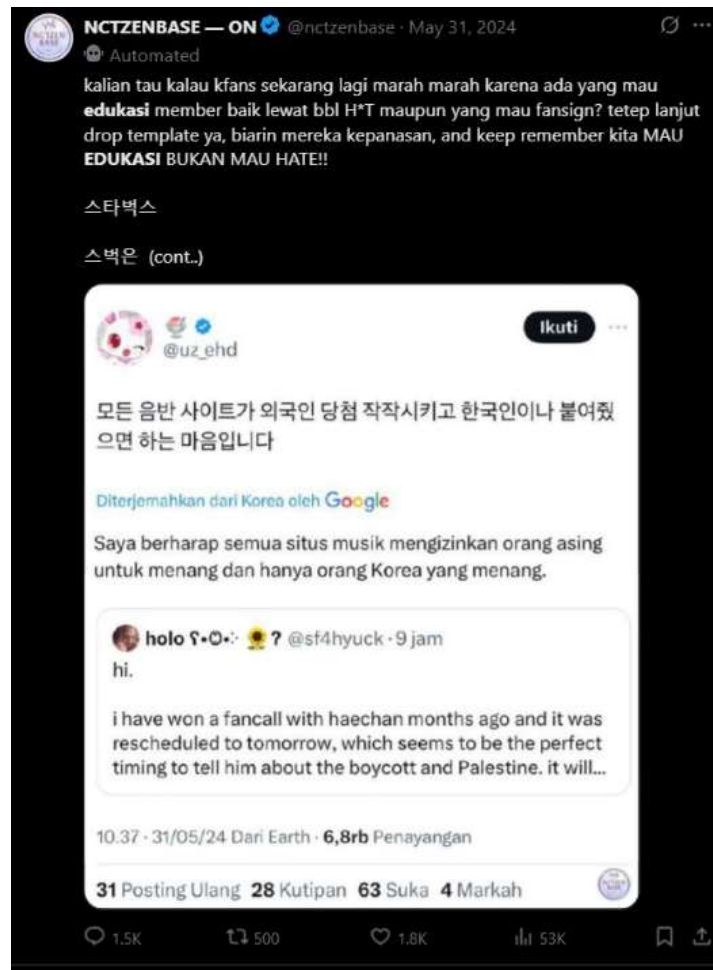 NCTZENBASE — ON @nctzenbase · May 31, 2024
Automated
kalian tau kalau kfans sekarang lagi marah marah karena ada yang mau
edukasi member baik lewat bbl H*T maupun yang mau fansign? tetep lanjut
drop template ya, biarin mereka kepanasan, and keep remember kita MAU
EDUKASI BUKAN MAU HATE!!
스타벅스
스벅은 (cont..)
@uz_ehd
Ikuti
모든 음반 사이트가 외국인 당첨 작작시키고 한국인이나 붙여줬
으면 하는 마음입니다
Diterjemahkan dari Korea oleh Google
Saya berharap semua situs musik mengizinkan orang asing
untuk menang dan hanya orang Korea yang menang.
holo ? @sf4hyuck · 9 jam
hi.
i have won a fancall with haechan months ago and it was
rescheduled to tomorrow, which seems to be the perfect
timing to tell him about the boycott and Palestine. it will...
10.37 · 31/05/24 Dari Earth · 6,8rb Penayangan
31 Posting Ulang 28 Kutipan 63 Suka 4 Markah
1.5K 500 1.8K 53K